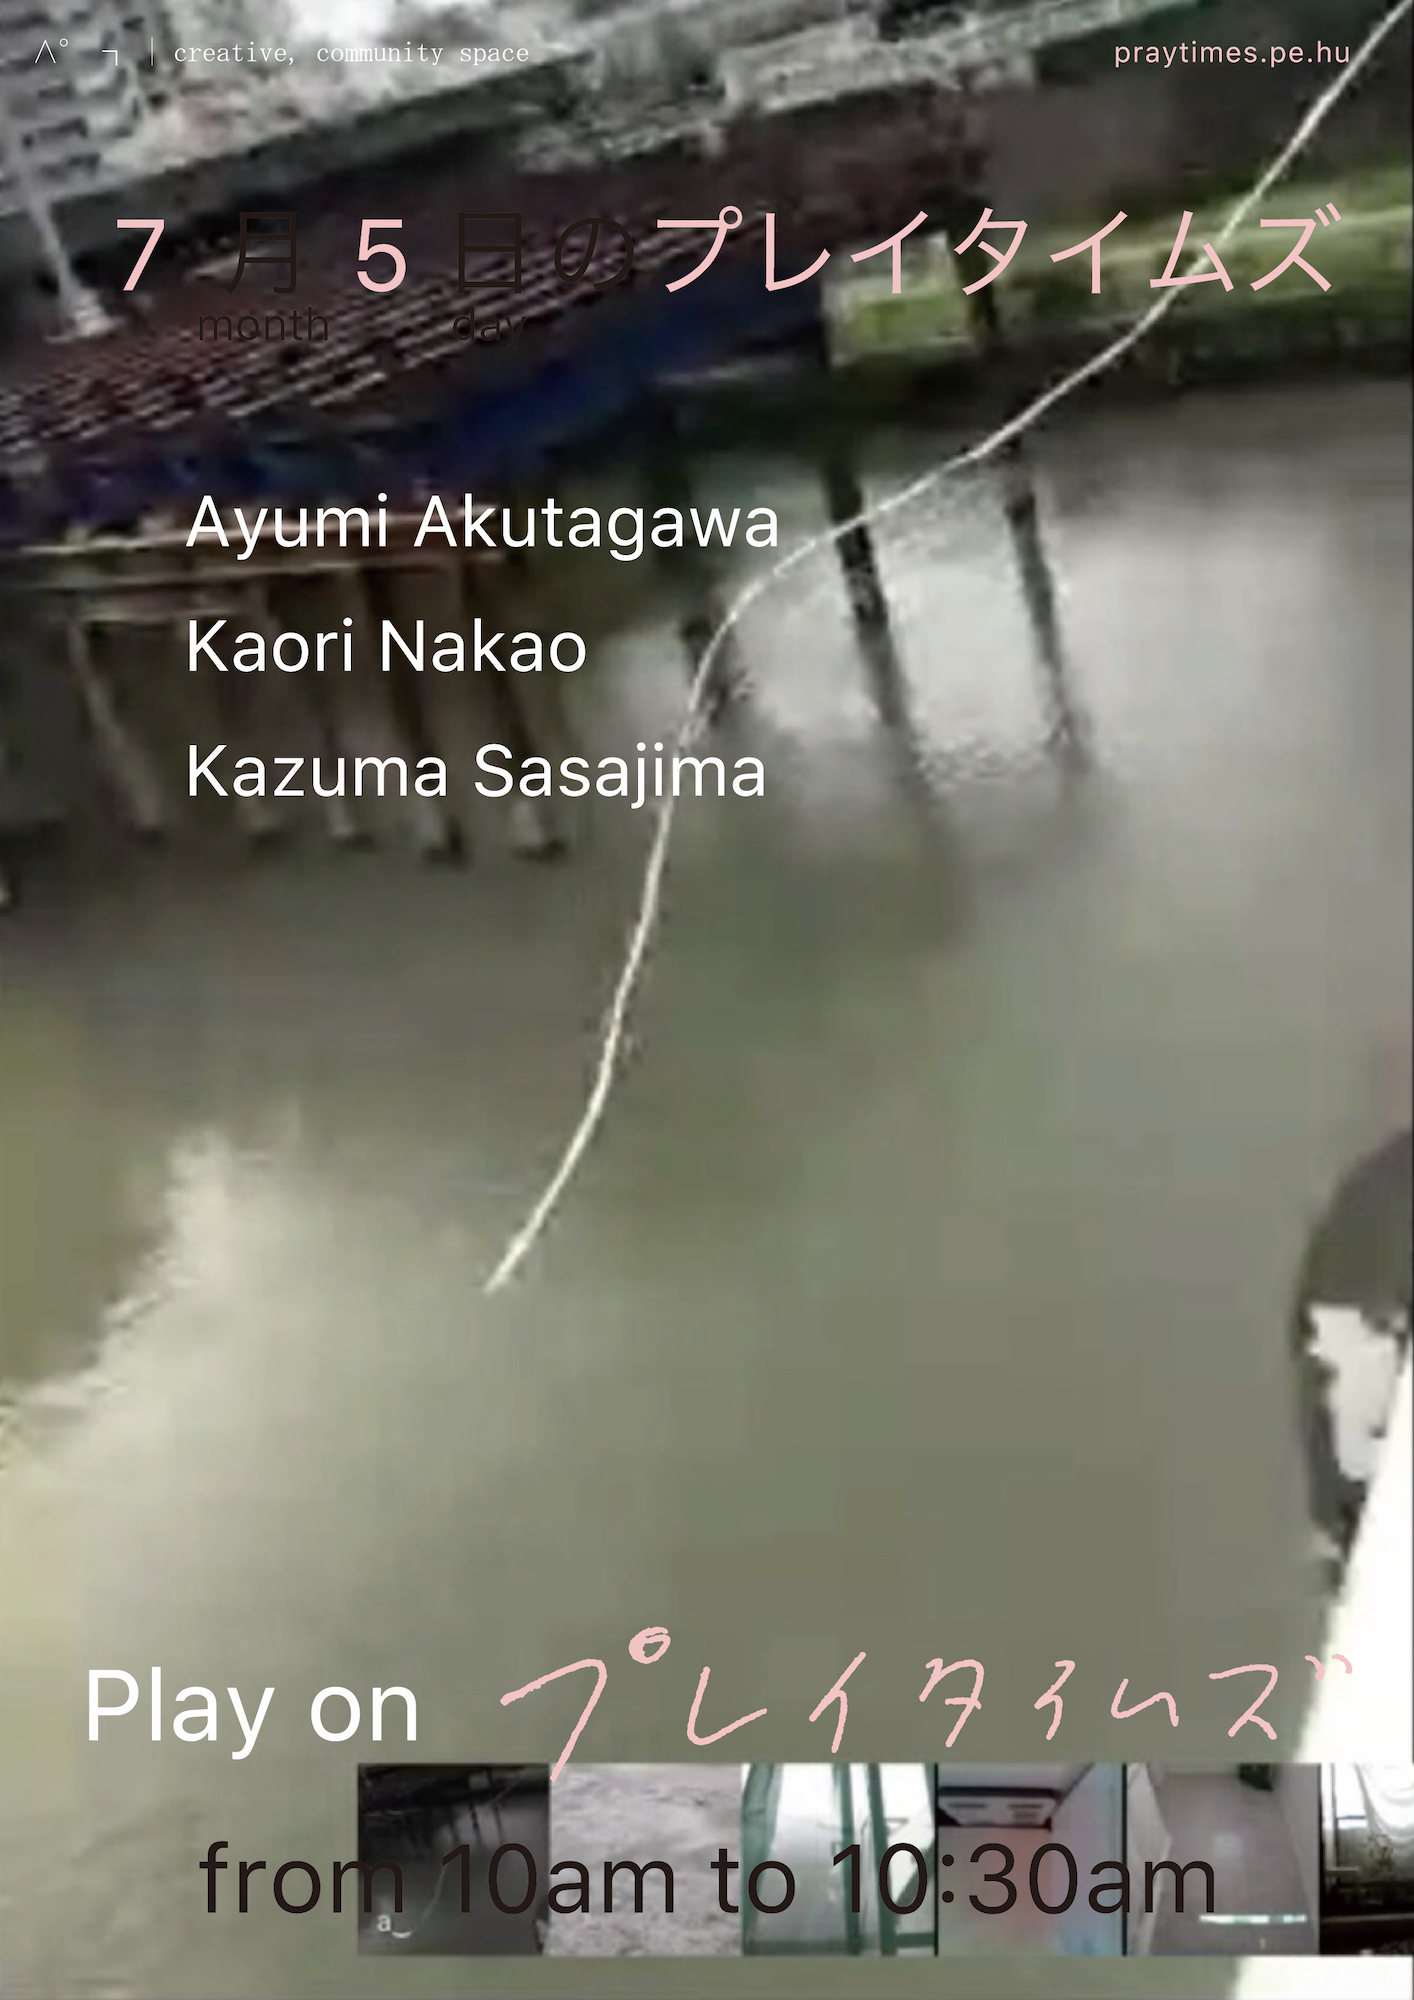 ペ ┐ | creative, community space
praytimes.pe.hu
7月5日のプレイタイムズ
month day
Ayumi Akutagawa
Kaori Nakao
Kazuma Sasajima
Play on プレイタイムズ
from 10am to 10:30am
a